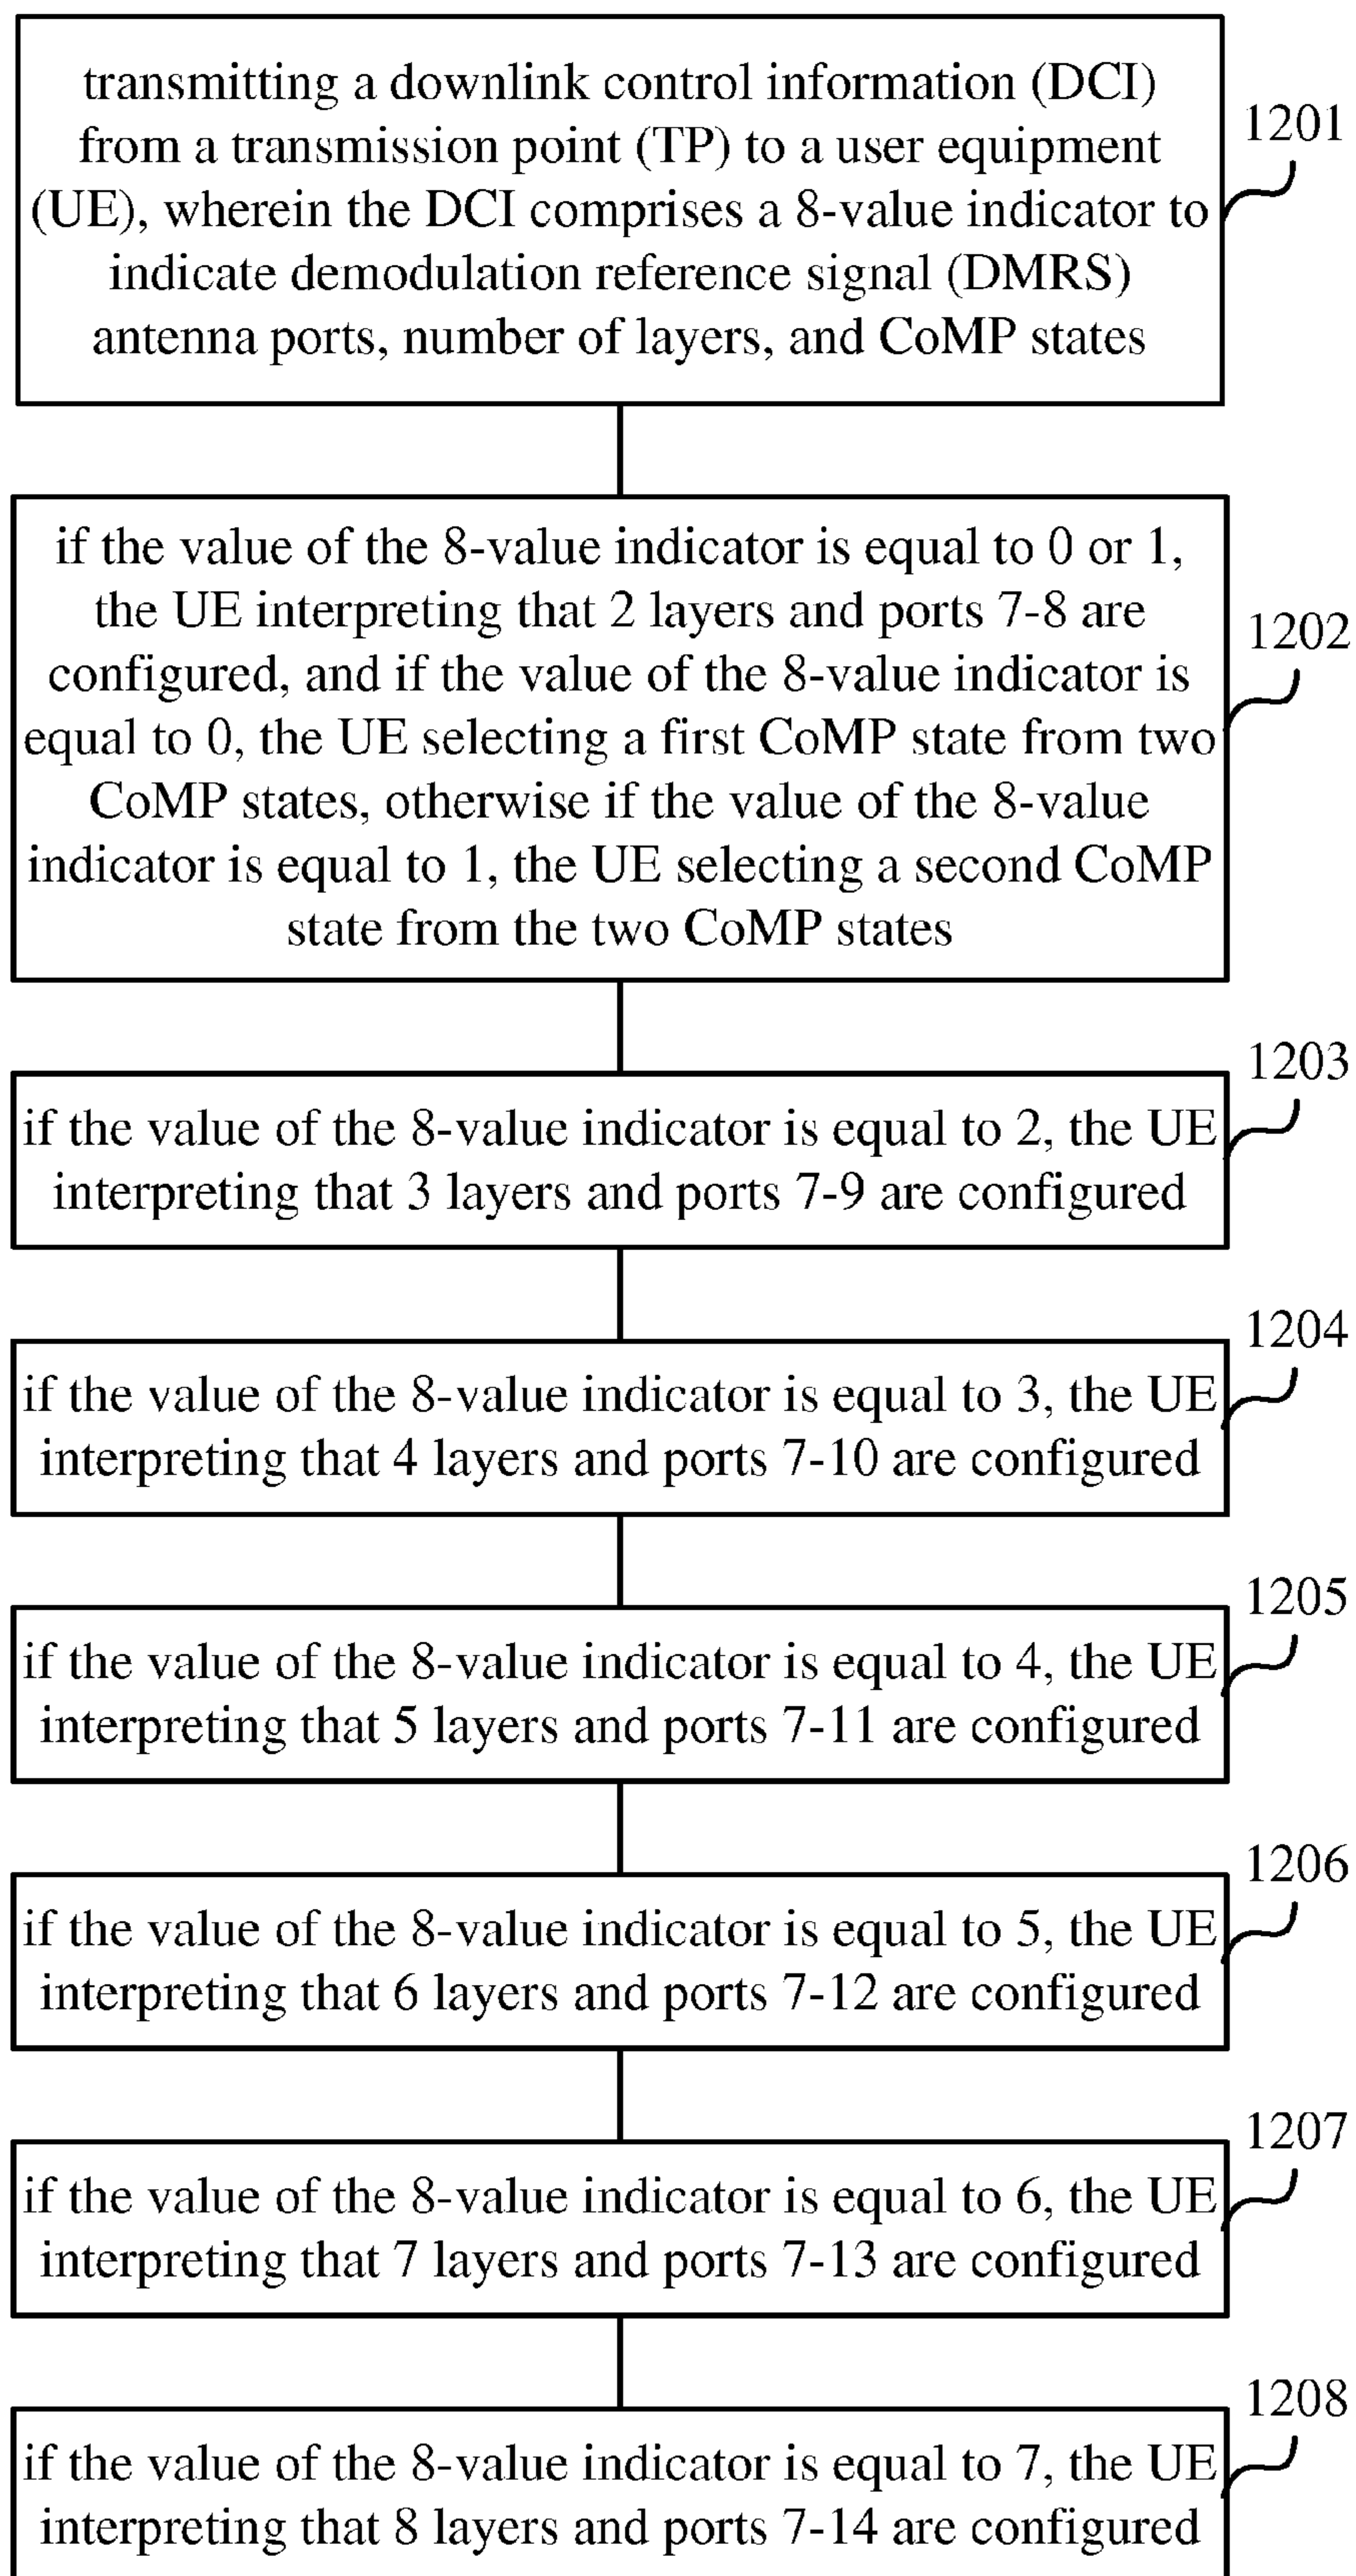 transmitting a downlink control information (DCI)
from a transmission point (TP) to a user equipment
(UE), wherein the DCI comprises a 8-value indicator to
indicate demodulation reference signal (DMRS)
antenna ports, number of layers, and CoMP states
1201
if the value of the 8-value indicator is equal to 0 or 1,
the UE interpreting that 2 layers and ports 7-8 are
configured, and if the value of the 8-value indicator is
equal to 0, the UE selecting a first CoMP state from two
CoMP states, otherwise if the value of the 8-value
indicator is equal to 1, the UE selecting a second CoMP
state from the two CoMP states
1202
1203
if the value of the 8-value indicator is equal to 2, the UE
interpreting that 3 layers and ports 7-9 are configured
1204
if the value of the 8-value indicator is equal to 3, the UE
interpreting that 4 layers and ports 7-10 are configured
1205
if the value of the 8-value indicator is equal to 4, the UE
interpreting that 5 layers and ports 7-11 are configured
1206
if the value of the 8-value indicator is equal to 5, the UE
interpreting that 6 layers and ports 7-12 are configured
1207
if the value of the 8-value indicator is equal to 6, the UE
interpreting that 7 layers and ports 7-13 are configured
1208
if the value of the 8-value indicator is equal to 7, the UE
interpreting that 8 layers and ports 7-14 are configured